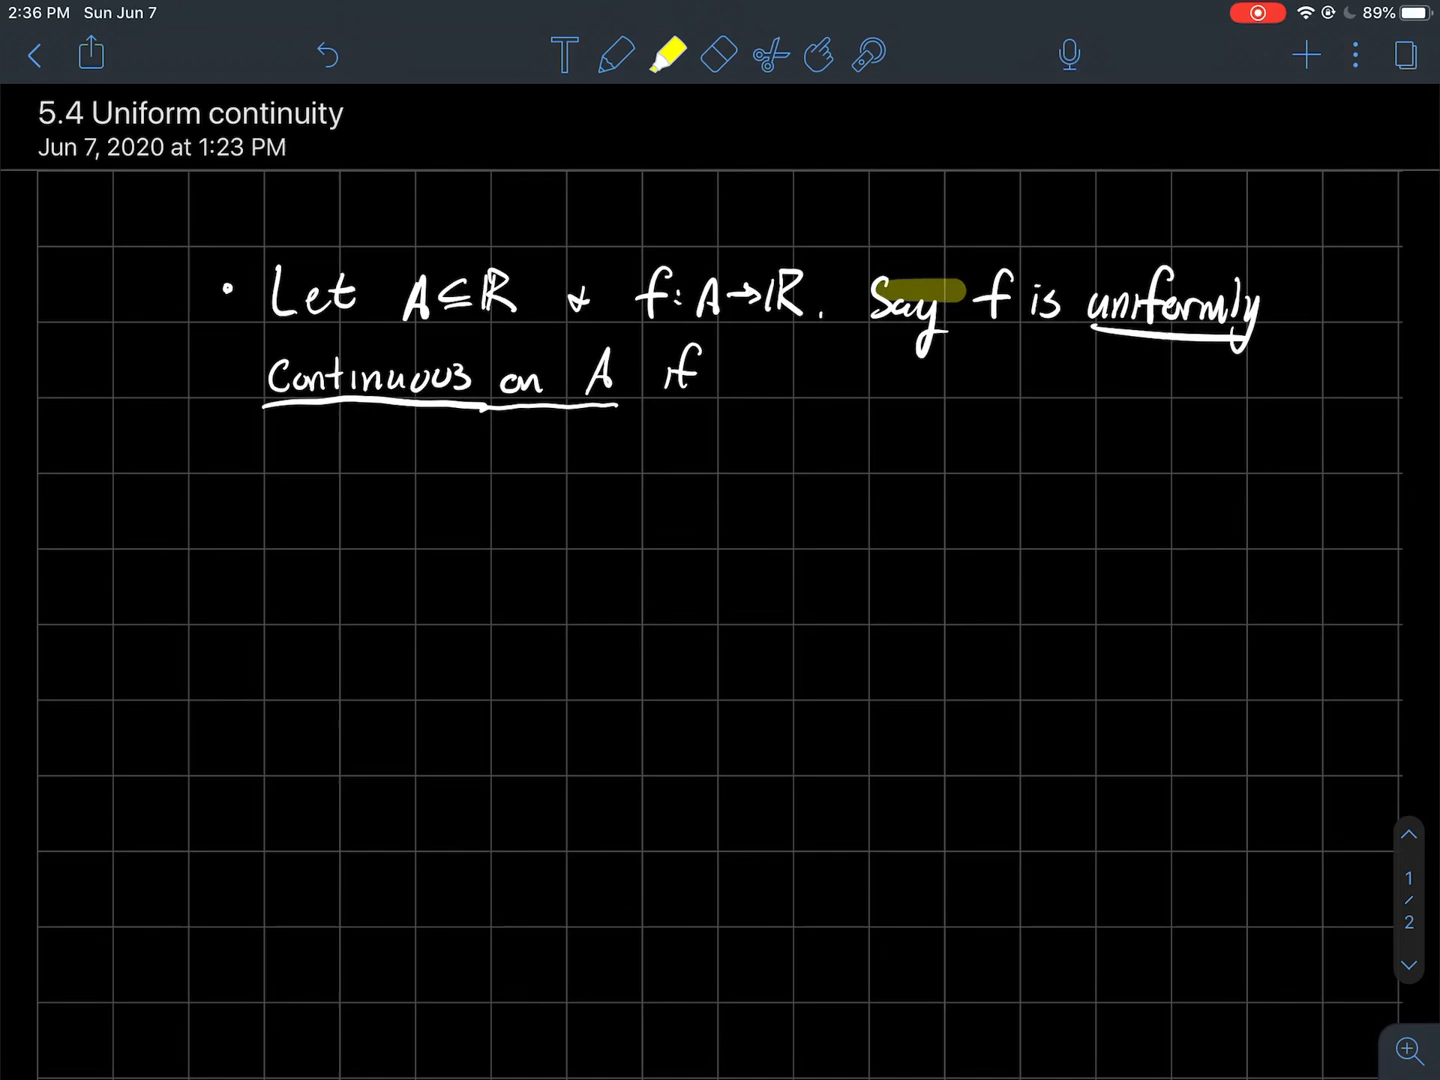 2:36 PM Sun Jun 7
89%
5.4 Uniform continuity
Jun 7, 2020 at 1:23 PM
• Let A⊆ℝ & f: A→ℝ. Say f is uniformly
continuous on A if
1
/
2